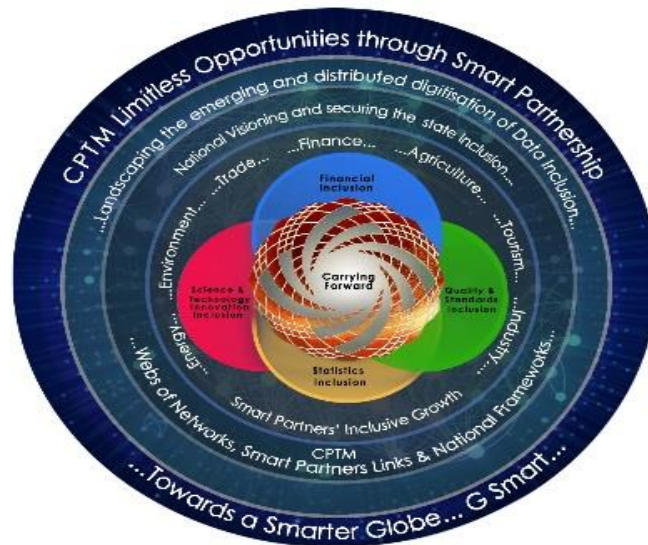 CPTM Limitless Opportunities through Smart Partnership
...Landscaping the emerging and distributed digitisation of Data Inclusion...
National Visioning and securing the state inclusion...
...Energy... ...Environment... ...Trade... ...Finance... ...Agriculture... ...Tourism... ...Industry...
Financial
Inclusion
Science &
Technology
Innovation
Inclusion
Carrying
Forward
Quality &
Standards
Inclusion
Statistics
Inclusion
Smart Partners' Inclusive Growth
CPTM
...Webs of Networks, Smart Partners Links & National Frameworks...
...Towards a Smarter Globe... G Smart...